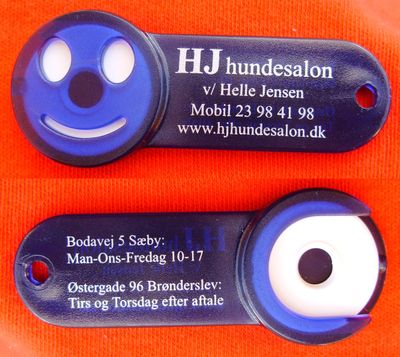 HJ hundesalon
v/ Helle Jensen
Mobil 23 98 41 98
www.hjhundesalon.dk
Bodavej 5 Sæby:
Man-Ons-Fredag 10-17
Østergade 96 Brønderslev:
Tirs og Torsdag efter aftale